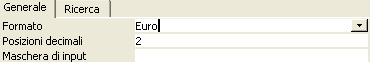 Generale Ricerca
Formato Euro
Posizioni decimali 2
Maschera di input